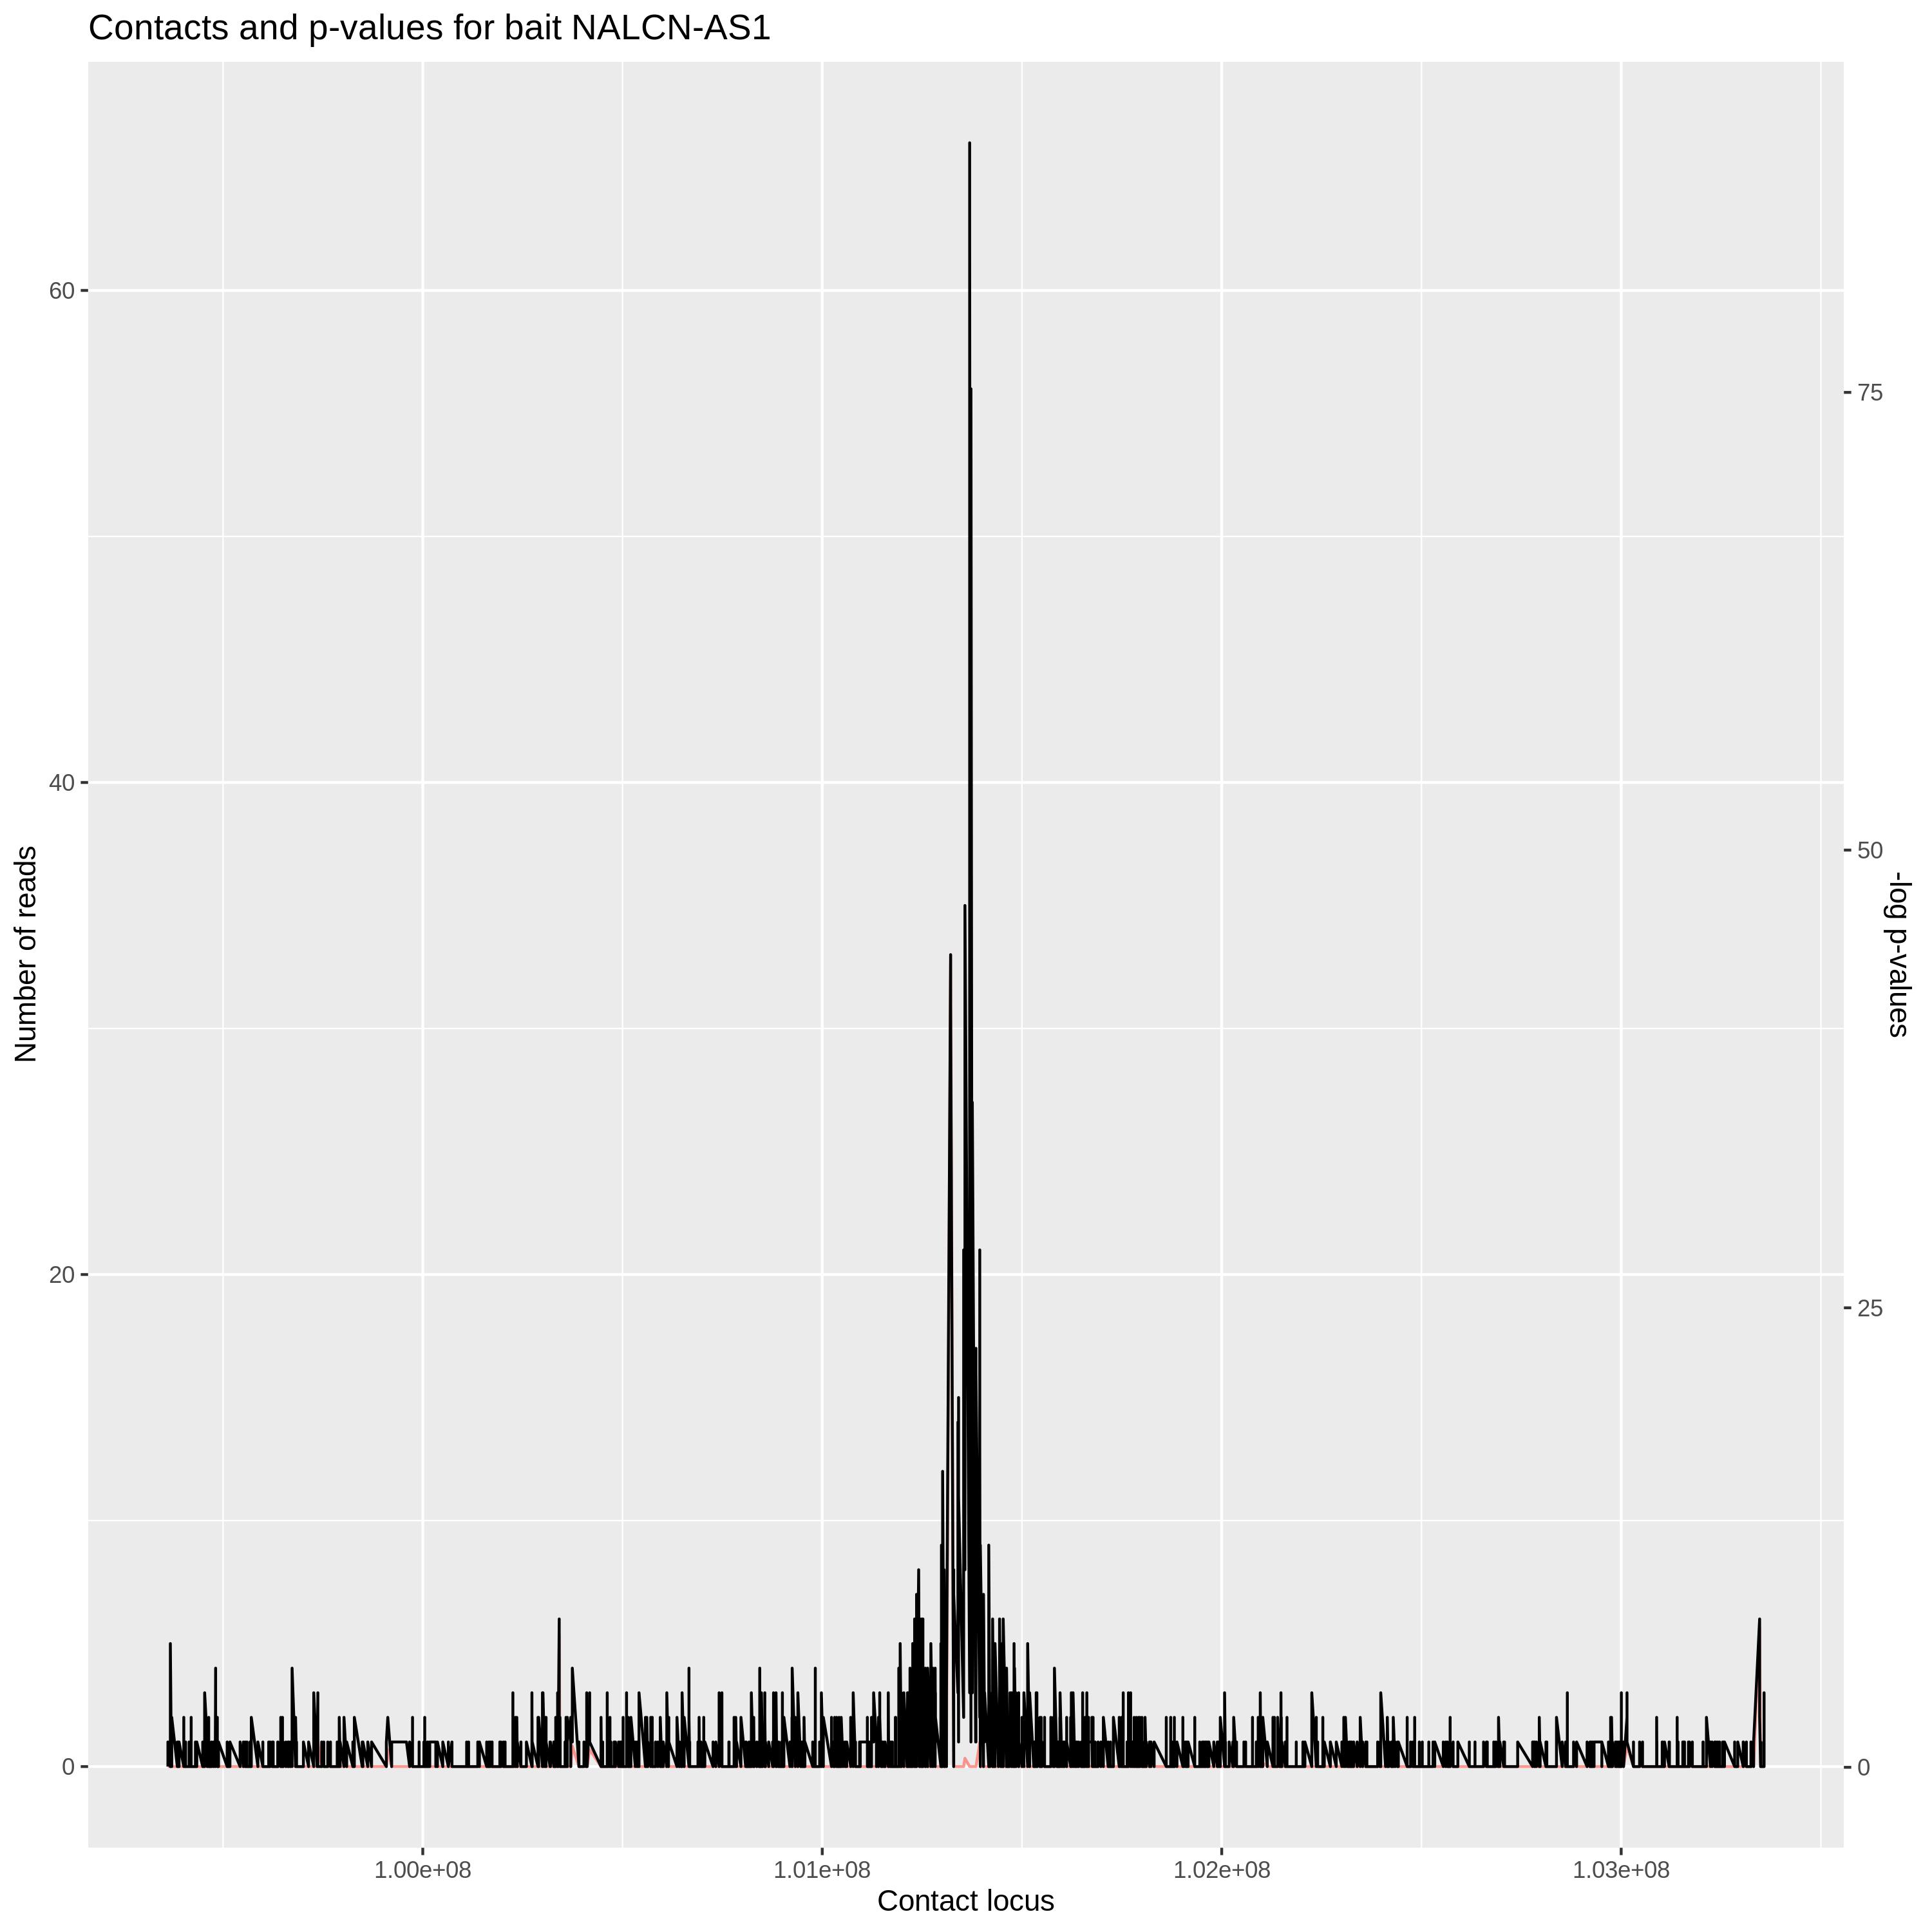 Contacts and p-values for bait NALCN-AS1
60
40
20
0
Number of reads
75
50
25
0
-log p-values
1.00e+08
1.01e+08
1.02e+08
1.03e+08
Contact locus